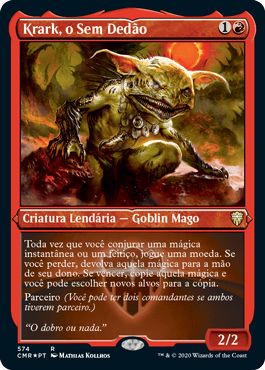 Krark, o Sem Dedão 1
Criatura Lendária — Goblin Mago
Toda vez que você conjurar uma mágica
instantânea ou um feitiço, jogue uma moeda. Se
você perder, devolva aquela mágica para a mão
de seu dono. Se vencer, copie aquela mágica e
você pode escolher novos alvos para a cópia.
Parceiro (Você pode ter dois comandantes se ambos
tiverem parceiro.)
"O dobro ou nada."
2/2
574 R
CMR • PT MATHIAS KOLLROS ™ & © 2020 Wizards of the Coast